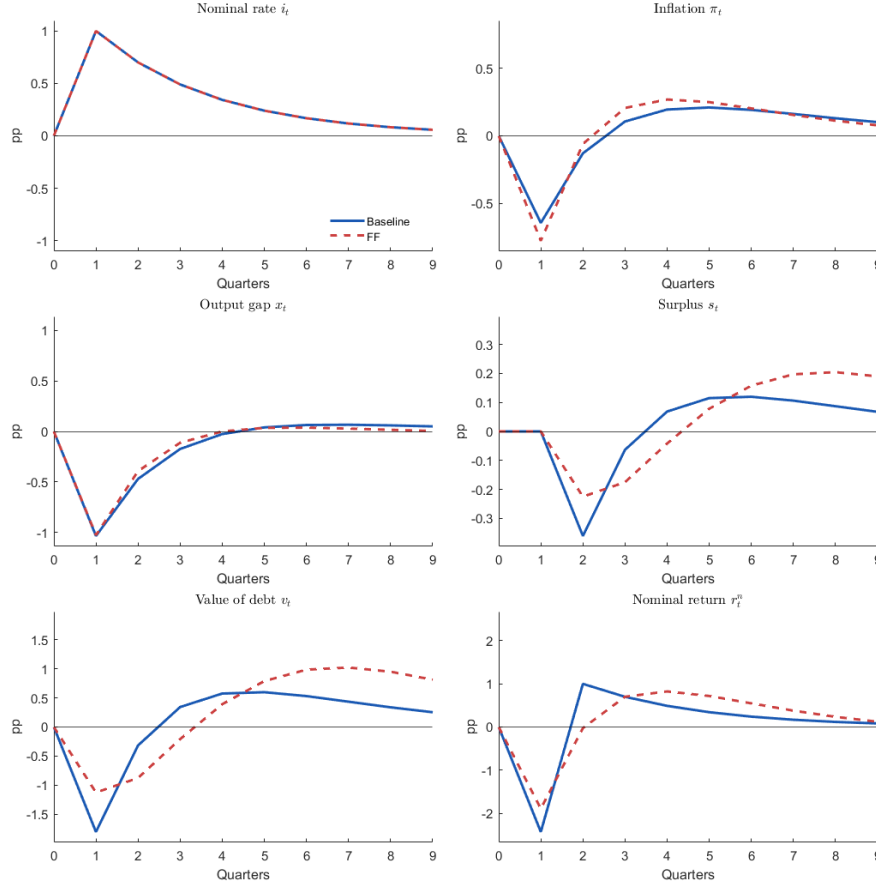 Nominal rate i_t
1
0.5
0
-0.5
-1
pp
Baseline
FF
0 1 2 3 4 5 6 7 8 9
Quarters
Inflation π_t
0.5
0
-0.5
pp
0 1 2 3 4 5 6 7 8 9
Quarters
Output gap x_t
1
0.5
0
-0.5
-1
pp
0 1 2 3 4 5 6 7 8 9
Quarters
Surplus s_t
0.3
0.2
0.1
0
-0.1
-0.2
-0.3
pp
0 1 2 3 4 5 6 7 8 9
Quarters
Value of debt v_t
1.5
1
0.5
0
-0.5
-1
-1.5
pp
0 1 2 3 4 5 6 7 8 9
Quarters
Nominal return r_t^n
2
1
0
-1
-2
pp
0 1 2 3 4 5 6 7 8 9
Quarters